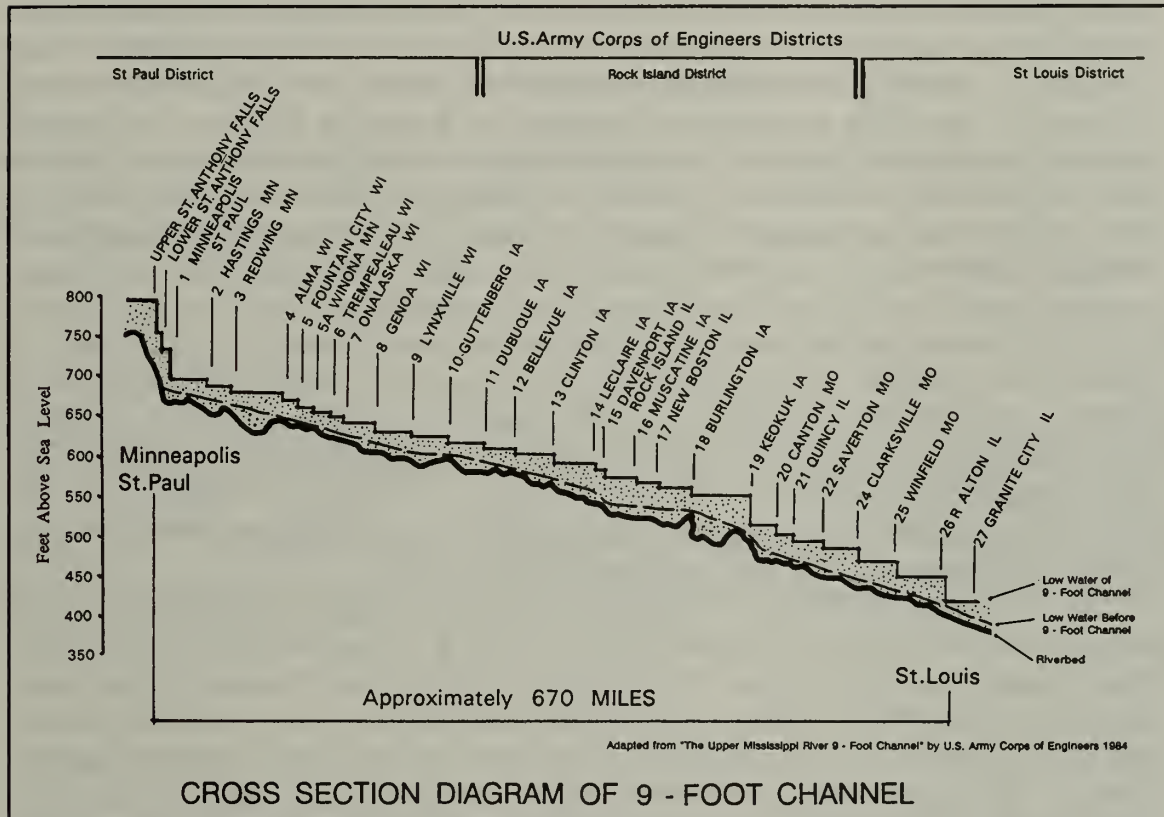 U.S.Army Corps of Engineers Districts
St Paul District
Rock Island District
St Louis District
UPPER ST. ANTHONY FALLS
LOWER ST. ANTHONY FALLS
1 MINNEAPOLIS
ST PAUL
2 HASTINGS MN
3 REDWING MN
4 ALMA WI
5 FOUNTAIN CITY WI
5A WINONA MN
6 TREMPEALEAU WI
7 ONALASKA WI
8 GENOA WI
9 LYNXVILLE WI
10-GUTTENBERG IA
11 DUBUQUE IA
12 BELLEVUE IA
13 CLINTON IA
14 LECLAIRE IA
15 DAVENPORT IA
ROCK ISLAND IL
16 MUSCATINE IA
17 NEW BOSTON IL
18 BURLINGTON IA
19 KEOKUK IA
20 CANTON MO
21 QUINCY IL
22 SAVERTON MO
24 CLARKSVILLE MO
25 WINFIELD MO
26 R ALTON IL
27 GRANITE CITY IL
Feet Above Sea Level
800
750
700
650
600
550
500
450
400
350
Minneapolis
St.Paul
Low Water of
9 - Foot Channel
Low Water Before
9 - Foot Channel
Riverbed
St.Louis
Approximately 670 MILES
Adapted from "The Upper Mississippi River 9 - Foot Channel" by U.S. Army Corps of Engineers 1984
CROSS SECTION DIAGRAM OF 9 - FOOT CHANNEL